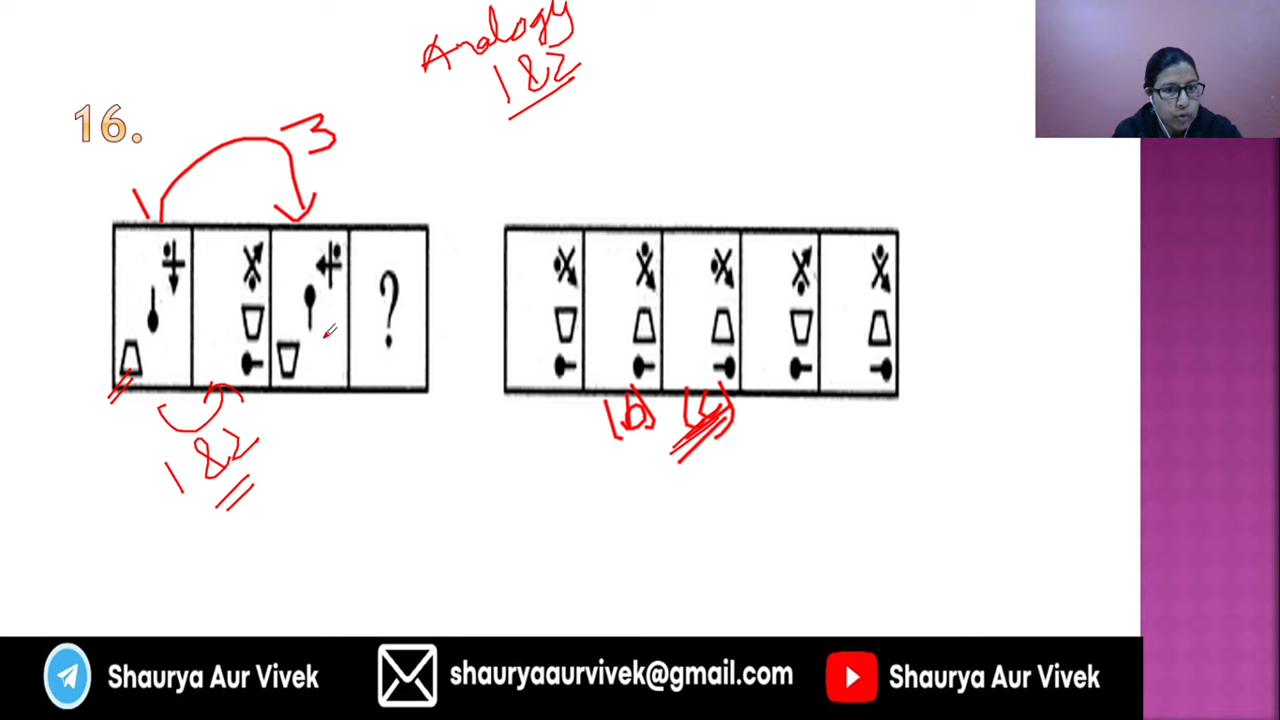 Analogy
1 & 2
16.
1
3
?
1 & 2
(b) (c)
Shaurya Aur Vivek
shauryaaurvivek@gmail.com
Shaurya Aur Vivek